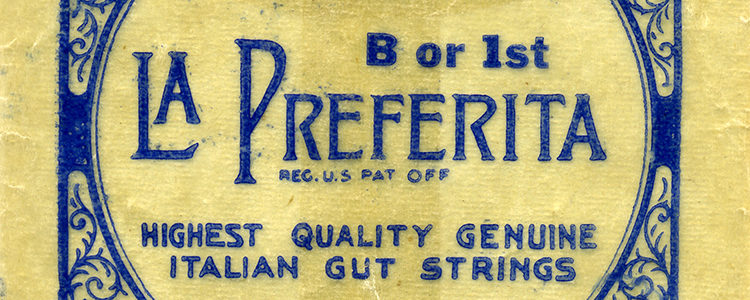 B or 1st
LA PREFERITA
REG. U.S PAT OFF
HIGHEST QUALITY GENUINE
ITALIAN GUT STRINGS